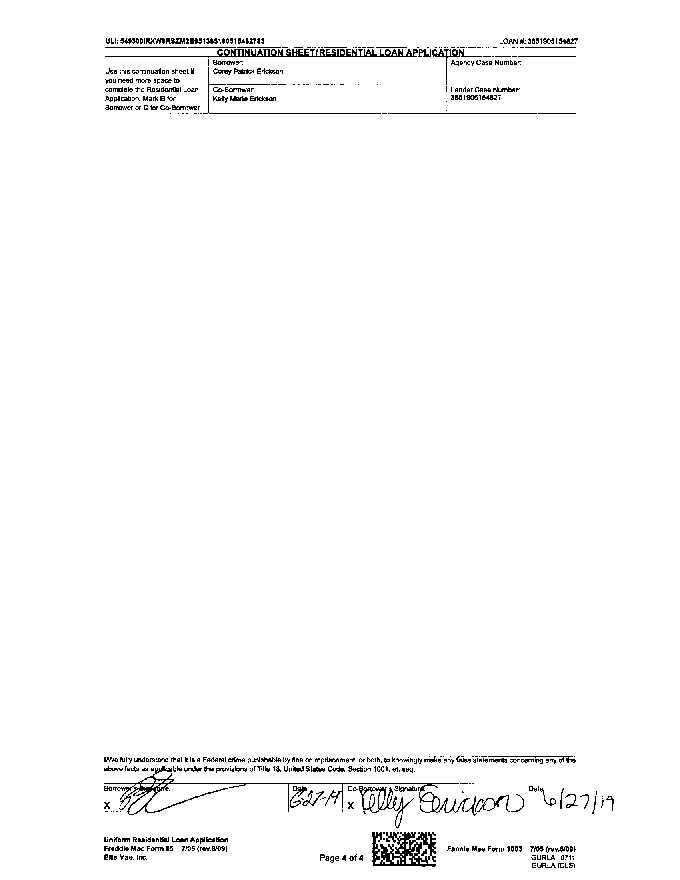 LOAN #: 3651905154827
CONTINUATION SHEET/RESIDENTIAL LOAN APPLICATION
Use this continuation sheet if
you need more space to
complete the Residential Loan
Application. Mark B for
Borrower or C for Co-Borrower.
Borrower:
Corey Patrick Erickson
Agency Case Number:
Co-Borrower:
Kelly Marie Erickson
Lender Case Number:
3651905154827
I/We fully understand that it is a Federal crime punishable by fine or imprisonment, or both, to knowingly make any false statements concerning any of the
above facts as applicable under the provisions of Title 18, United States Code, Section 1001, et. seq.
Borrower's Signature
Date
Co-Borrower's Signature
Date
X
6-27-19
X Kelly Erickson
6/27/19
Uniform Residential Loan Application
Freddie Mac Form 65 7/05 (rev.6/09)
Ellie Mae, Inc.
Page 4 of 4
Fannie Mae Form 1003 7/05 (rev.6/09)
GURLA 0711
GURLA (CLS)